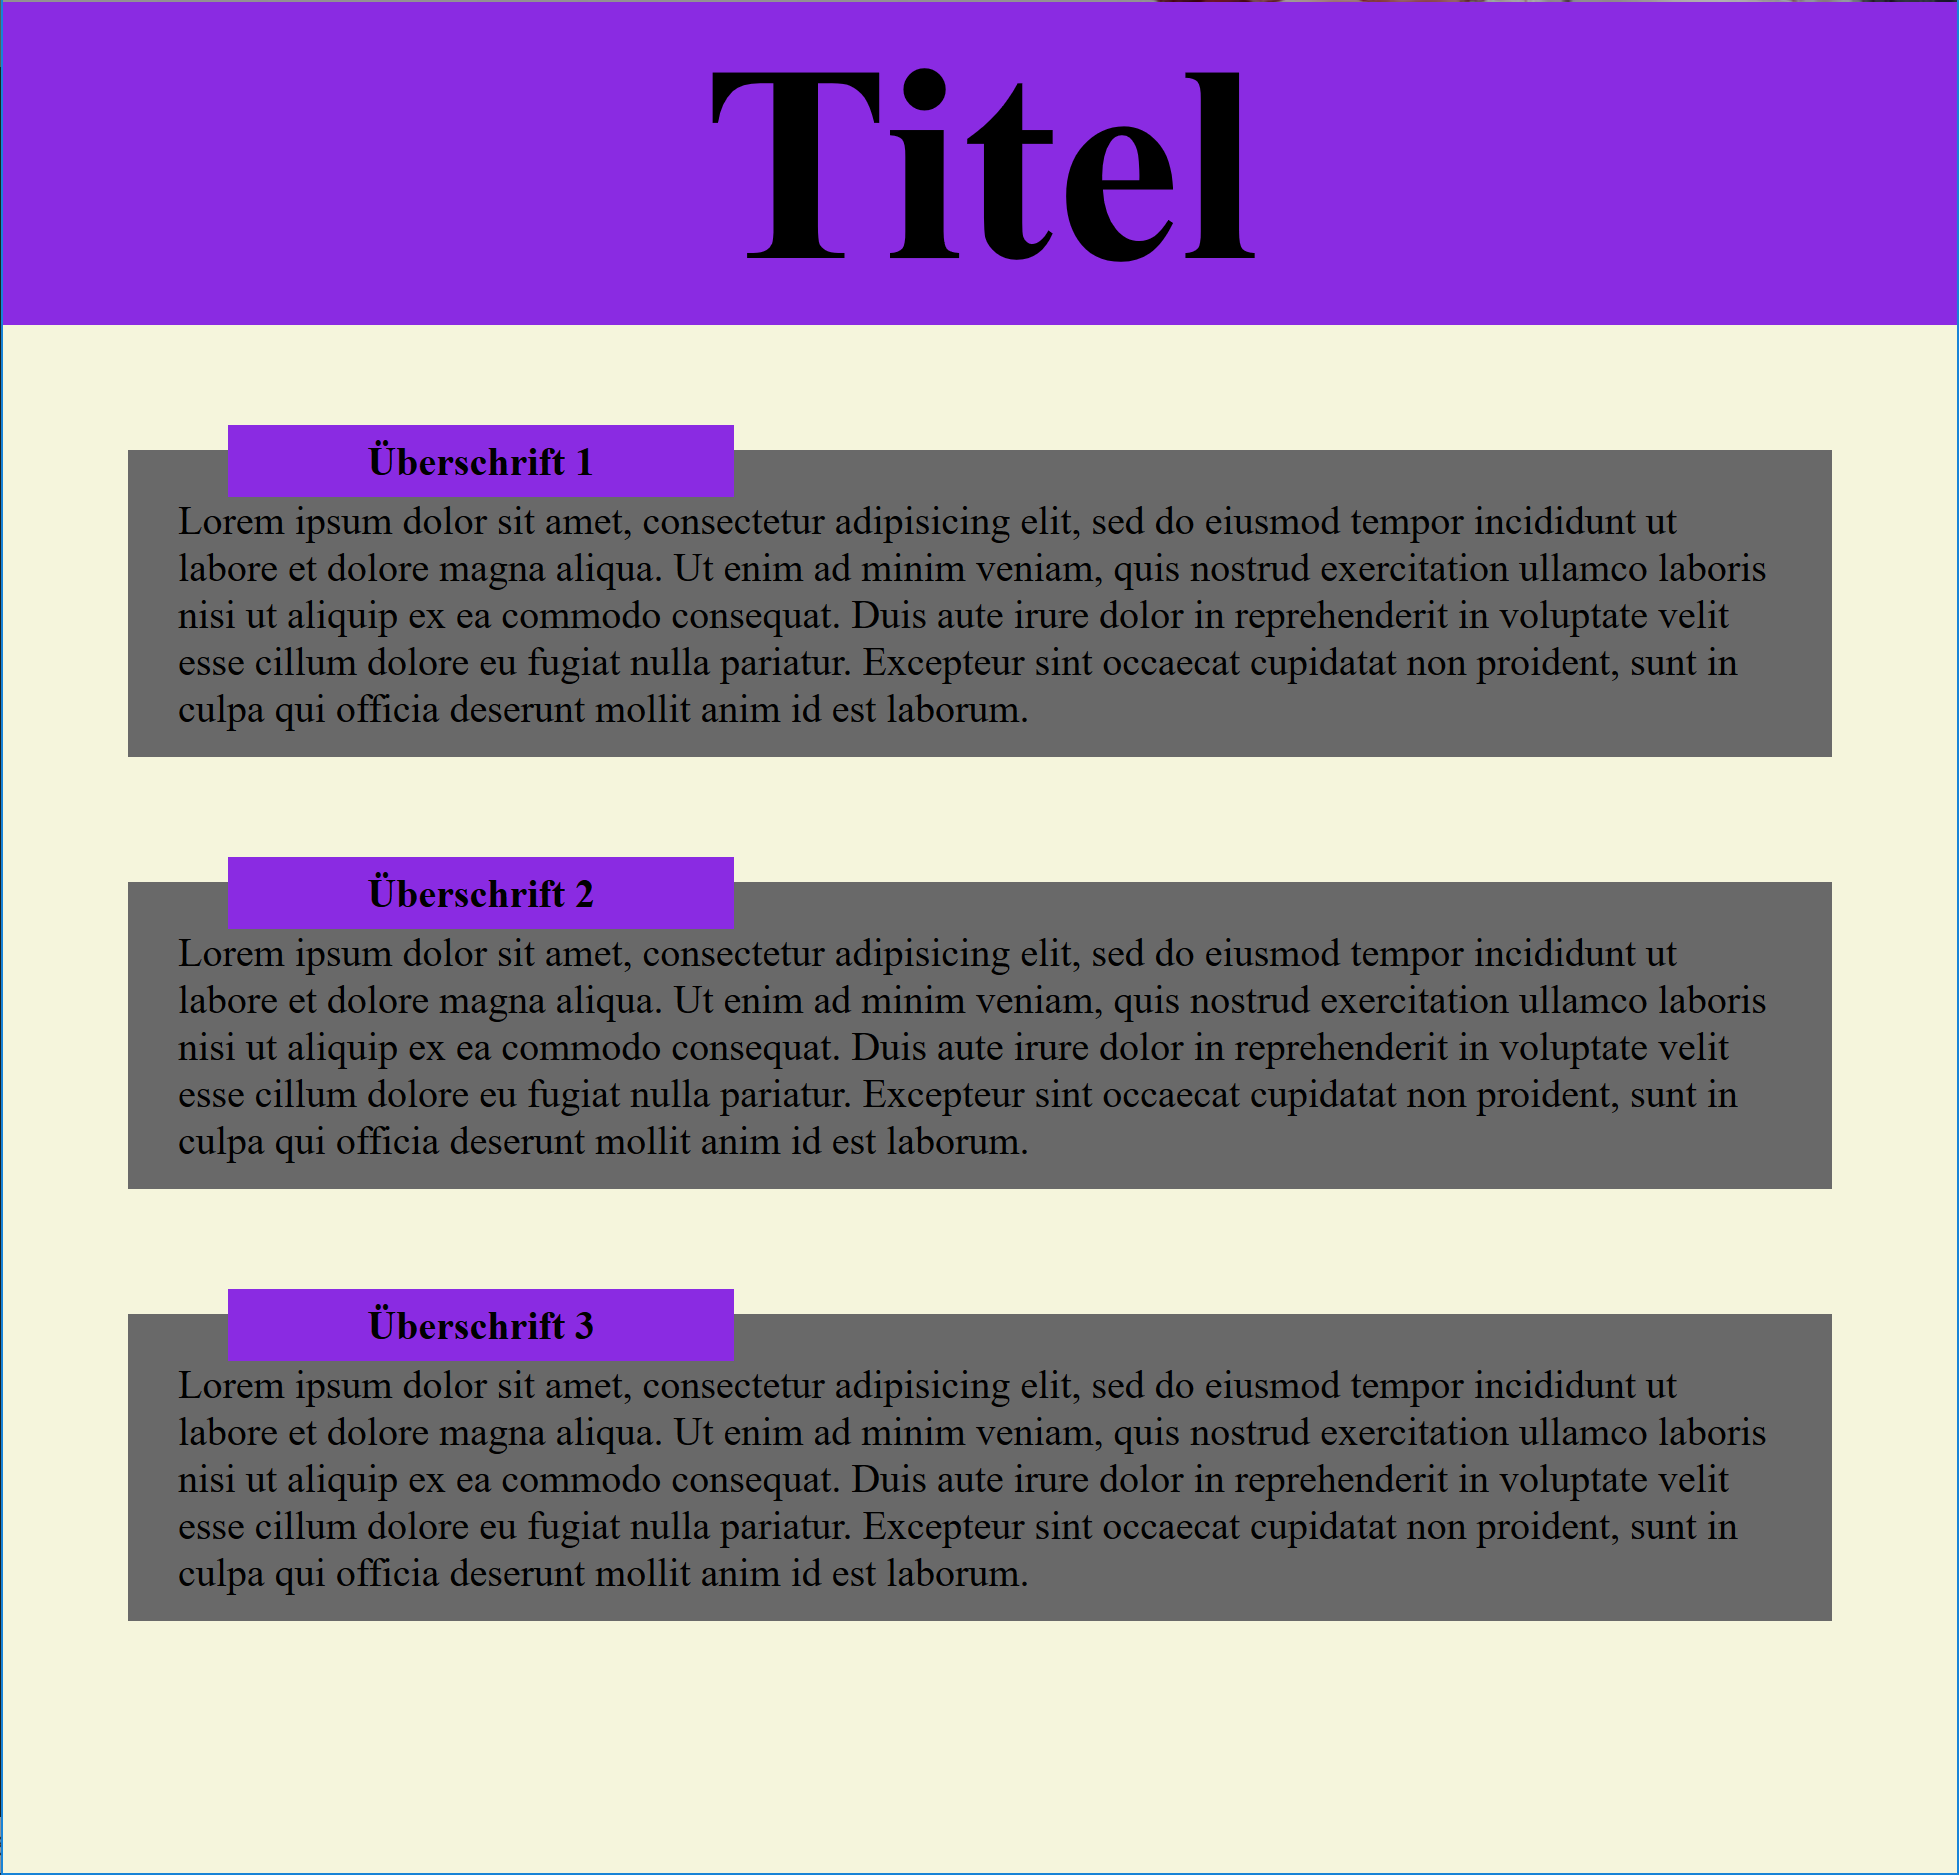 Titel
Überschrift 1
Lorem ipsum dolor sit amet, consectetur adipisicing elit, sed do eiusmod tempor incididunt ut
labore et dolore magna aliqua. Ut enim ad minim veniam, quis nostrud exercitation ullamco laboris
nisi ut aliquip ex ea commodo consequat. Duis aute irure dolor in reprehenderit in voluptate velit
esse cillum dolore eu fugiat nulla pariatur. Excepteur sint occaecat cupidatat non proident, sunt in
culpa qui officia deserunt mollit anim id est laborum.
Überschrift 2
Lorem ipsum dolor sit amet, consectetur adipisicing elit, sed do eiusmod tempor incididunt ut
labore et dolore magna aliqua. Ut enim ad minim veniam, quis nostrud exercitation ullamco laboris
nisi ut aliquip ex ea commodo consequat. Duis aute irure dolor in reprehenderit in voluptate velit
esse cillum dolore eu fugiat nulla pariatur. Excepteur sint occaecat cupidatat non proident, sunt in
culpa qui officia deserunt mollit anim id est laborum.
Überschrift 3
Lorem ipsum dolor sit amet, consectetur adipisicing elit, sed do eiusmod tempor incididunt ut
labore et dolore magna aliqua. Ut enim ad minim veniam, quis nostrud exercitation ullamco laboris
nisi ut aliquip ex ea commodo consequat. Duis aute irure dolor in reprehenderit in voluptate velit
esse cillum dolore eu fugiat nulla pariatur. Excepteur sint occaecat cupidatat non proident, sunt in
culpa qui officia deserunt mollit anim id est laborum.